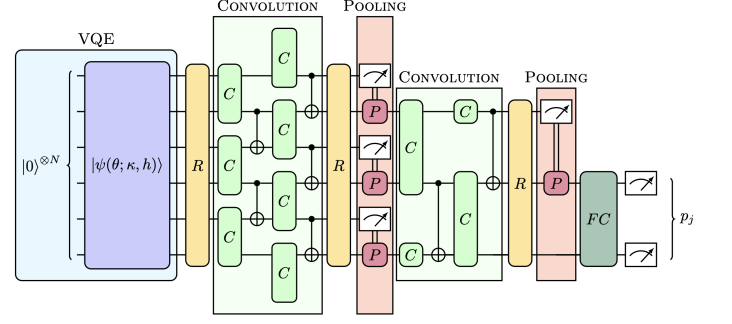 CONVOLUTION POOLING
VQE
CONVOLUTION POOLING
|0⟩^{⊗N} |ψ(θ; κ, h)⟩ R C C C C C C C R P P P C C C C R P FC p_j